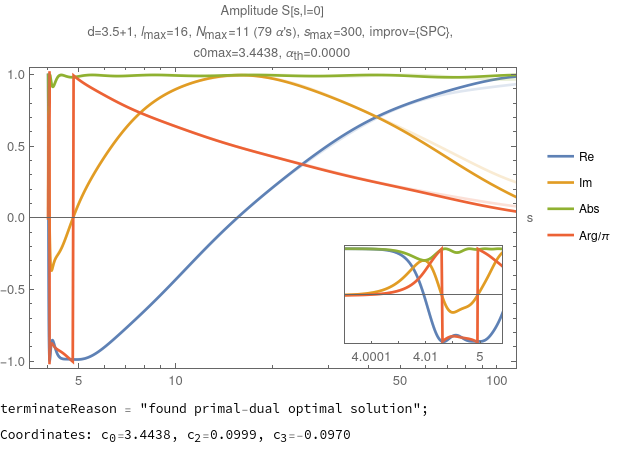 Amplitude S[s,l=0]
d=3.5+1, lmax=16, Nmax=11 (79 α's), smax=300, improv={SPC},
c0max=3.4438, αth=0.0000
1.0
0.5
0.0
−0.5
−1.0
5
10
50
100
s
4.0001
4.01
5
Re
Im
Abs
Arg/π
terminateReason = "found primal-dual optimal solution";
Coordinates: c0=3.4438, c2=0.0999, c3=-0.0970